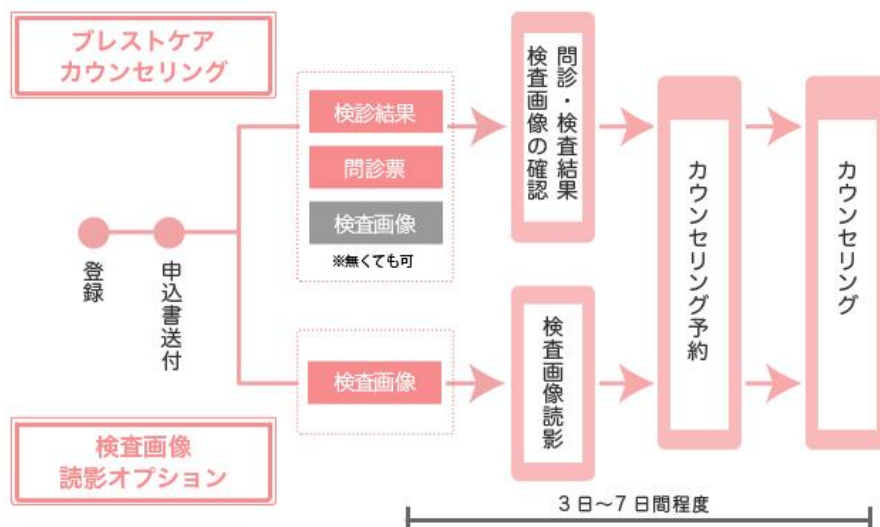 ブレストケア
カウンセリング
登録
申込書送付
検診結果
問診票
検査画像
※無くても可
問診・検査結果
検査画像の確認
検査画像
検査画像読影
カウンセリング予約
カウンセリング
検査画像
読影オプション
3日〜7日間程度